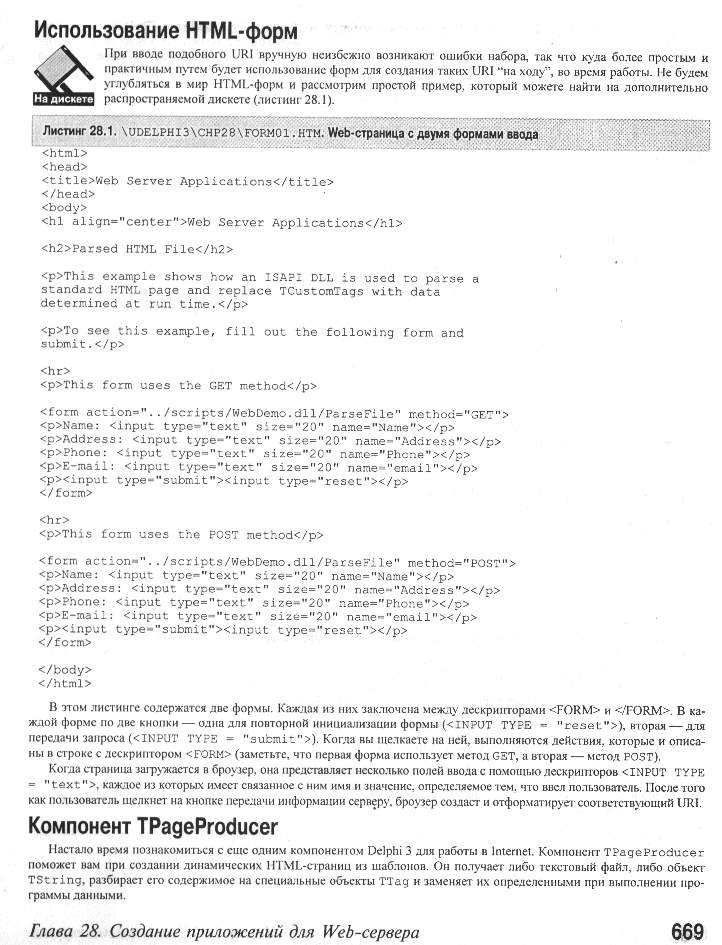 Использование HTML-форм
При вводе подобного URI вручную неизбежно возникают ошибки набора, так что куда более простым и
практичным путем будет использование форм для создания таких URI “на ходу”, во время работы. Не будем
углубляться в мир HTML-форм и рассмотрим простой пример, который можете найти на дополнительно
На дискете
распространяемой дискете (листинг 28.1).
Листинг 28.1. \UDELPHI3\CHP28\FORM01.HTM. Web-страница с двумя формами ввода
<html>
<head>
<title>Web Server Applications</title>
</head>
<body>
<h1 align="center">Web Server Applications</h1>
<h2>Parsed HTML File</h2>
<p>This example shows how an ISAPI DLL is used to parse a
standard HTML page and replace TCustomTags with data
determined at run time.</p>
<p>To see this example, fill out the following form and
submit.</p>
<hr>
<p>This form uses the GET method</p>
<form action="../scripts/WebDemo.dll/ParseFile" method="GET">
<p>Name: <input type="text" size="20" name="Name"></p>
<p>Address: <input type="text" size="20" name="Address"></p>
<p>Phone: <input type="text" size="20" name="Phone"></p>
<p>E-mail: <input type="text" size="20" name="email"></p>
<p><input type="submit"><input type="reset"></p>
</form>
<hr>
<p>This form uses the POST method</p>
<form action="../scripts/WebDemo.dll/ParseFile" method="POST">
<p>Name: <input type="text" size="20" name="Name"></p>
<p>Address: <input type="text" size="20" name="Address"></p>
<p>Phone: <input type="text" size="20" name="Phone"></p>
<p>E-mail: <input type="text" size="20" name="email"></p>
<p><input type="submit"><input type="reset"></p>
</form>
</body>
</html>
В этом листинге содержатся две формы. Каждая из них заключена между дескрипторами <FORM> и </FORM>. В ка-
ждой форме по две кнопки — одна для повторной инициализации формы (<INPUT TYPE = "reset">), вторая — для
передачи запроса (<INPUT TYPE = "submit">). Когда вы щелкаете на ней, выполняются действия, которые и описа-
ны в строке с дескриптором <FORM> (заметьте, что первая форма использует метод GET, а вторая — метод POST).
Когда страница загружается в броузер, она представляет несколько полей ввода с помощью дескрипторов <INPUT TYPE
= "text">, каждое из которых имеет связанное с ним имя и значение, определяемое тем, что ввел пользователь. После того
как пользователь щелкнет на кнопке передачи информации серверу, броузер создаст и отформатирует соответствующий URI.
Компонент TPageProducer
Настало время познакомиться с еще одним компонентом Delphi 3 для работы в Internet. Компонент TPageProducer
поможет вам при создании динамических HTML-страниц из шаблонов. Он получает либо текстовый файл, либо объект
TString, разбирает его содержимое на специальные объекты TTag и заменяет их определенными при выполнении про-
граммы данными.
Глава 28. Создание приложений для Web-сервера 669